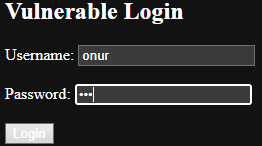 Vulnerable Login
Username: onur
Password: •••
Login